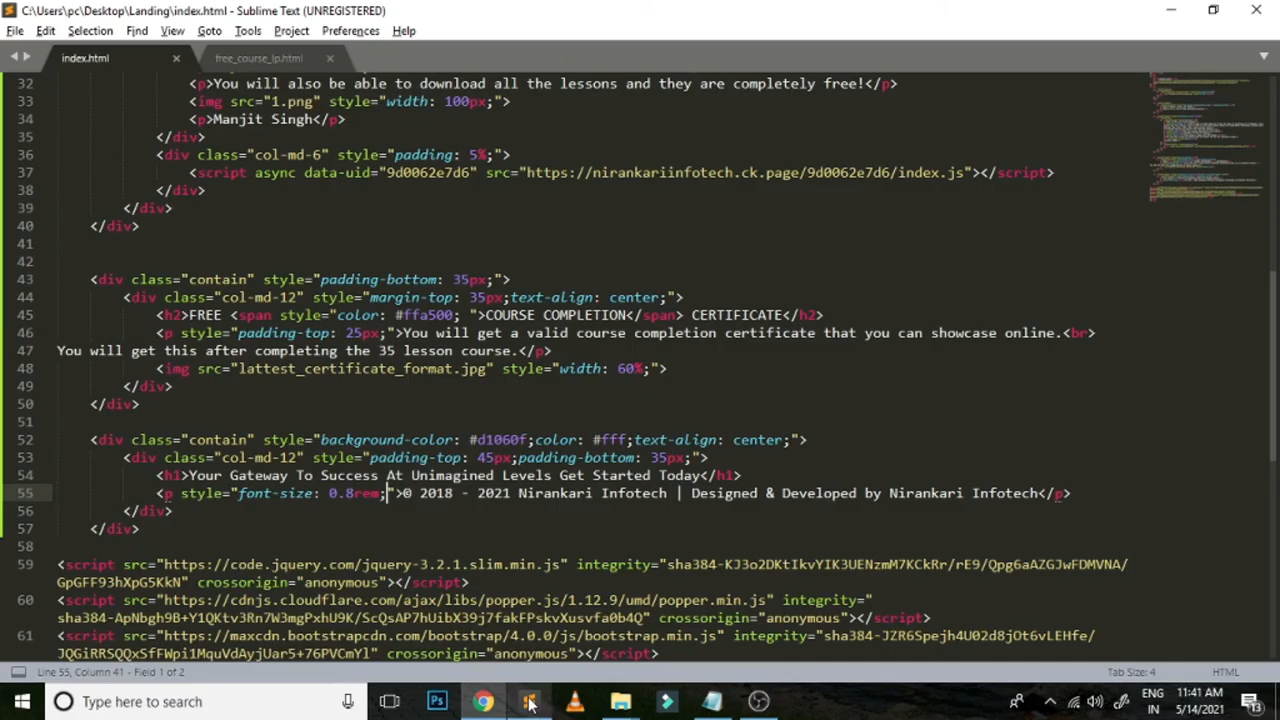 C:\Users\pc\Desktop\Landing\index.html - Sublime Text (UNREGISTERED)
File Edit Selection Find View Goto Tools Project Preferences Help
index.html free_course_lp.html
32 <p>You will also be able to download all the lessons and they are completely free!</p>
33 <img src="1.png" style="width: 100px;">
34 <p>Manjit Singh</p>
35 </div>
36 <div class="col-md-6" style="padding: 5%;">
37 <script async data-uid="9d0062e7d6" src="https://nirankariinfotech.ck.page/9d0062e7d6/index.js"></script>
38 </div>
39 </div>
40 </div>
41
42
43 <div class="contain" style="padding-bottom: 35px;">
44 <div class="col-md-12" style="margin-top: 35px;text-align: center;">
45 <h2>FREE <span style="color: #ffa500; ">COURSE COMPLETION</span> CERTIFICATE</h2>
46 <p style="padding-top: 25px;">You will get a valid course completion certificate that you can showcase online.<br>
47 You will get this after completing the 35 lesson course.</p>
48 <img src="lattest_certificate_format.jpg" style="width: 60%;">
49 </div>
50 </div>
51
52 <div class="contain" style="background-color: #d1060f;color: #fff;text-align: center;">
53 <div class="col-md-12" style="padding-top: 45px;padding-bottom: 35px;">
54 <h1>Your Gateway To Success At Unimagined Levels Get Started Today</h1>
55 <p style="font-size: 0.8rem;">© 2018 - 2021 Nirankari Infotech | Designed & Developed by Nirankari Infotech</p>
56 </div>
57 </div>
58
59 <script src="https://code.jquery.com/jquery-3.2.1.slim.min.js" integrity="sha384-KJ3o2DKtIkvYIK3UENzmM7KCkRr/rE9/Qpg6aAZGJwFDMVNA/
GpGFF93hXpG5KkN" crossorigin="anonymous"></script>
60 <script src="https://cdnjs.cloudflare.com/ajax/libs/popper.js/1.12.9/umd/popper.min.js" integrity="
sha384-ApNbgh9B+Y1QKtv3Rn7W3mgPxhU9K/ScQsAP7hUibX39j7fakFPskvXusvfa0b4Q" crossorigin="anonymous"></script>
61 <script src="https://maxcdn.bootstrapcdn.com/bootstrap/4.0.0/js/bootstrap.min.js" integrity="sha384-JZR6Spejh4U02d8jOt6vLEHfe/
JQGiRRSQQxSfFWpi1MquVdAyjUar5+76PVCmYl" crossorigin="anonymous"></script>
Line 55, Column 41 - Field 1 of 2 Tab Size: 4 HTML
Type here to search Ps ENG 11:41 AM
IN 5/14/2021 13